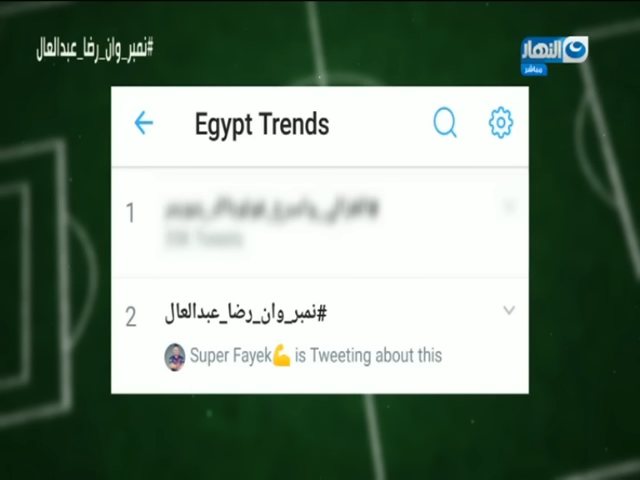 #نمبر_وان_رضا_عبدالعال
النهار
مباشر
Egypt Trends
1
2
#نمبر_وان_رضا_عبدالعال
Super Fayek💪 is Tweeting about this